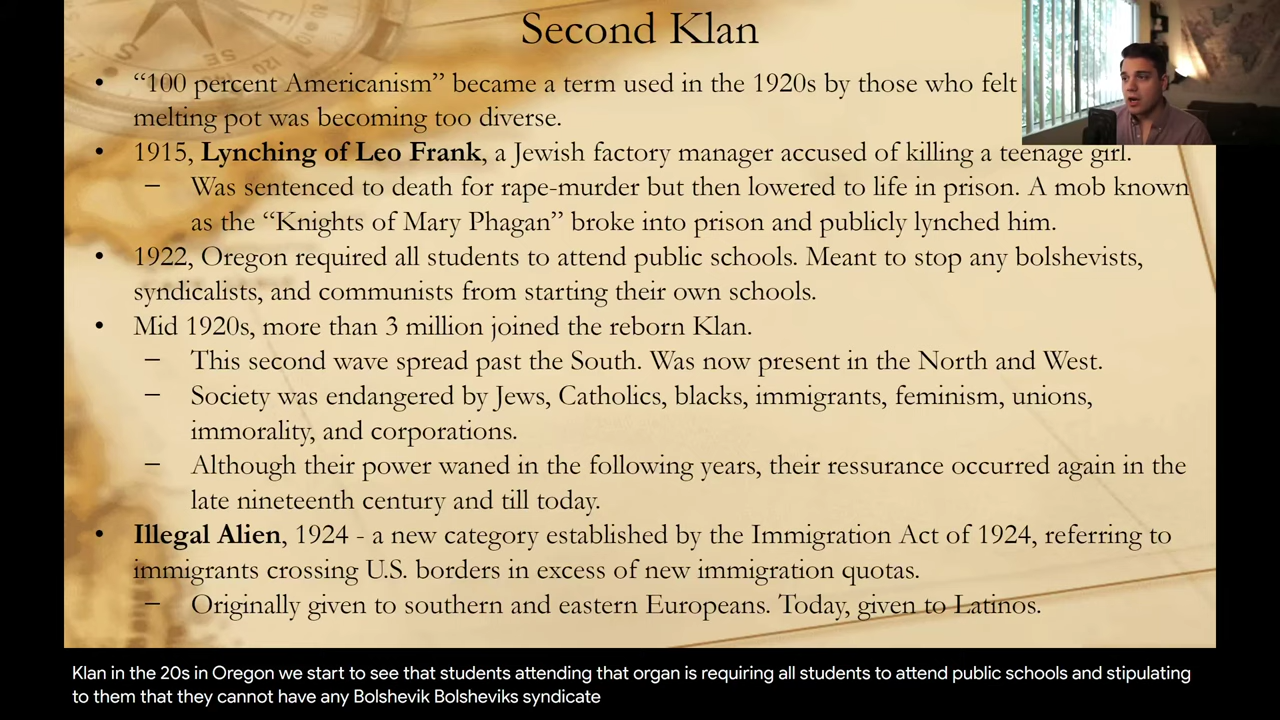 Second Klan
• “100 percent Americanism” became a term used in the 1920s by those who felt
melting pot was becoming too diverse.
• 1915, Lynching of Leo Frank, a Jewish factory manager accused of killing a teenage girl.
– Was sentenced to death for rape-murder but then lowered to life in prison. A mob known
as the “Knights of Mary Phagan” broke into prison and publicly lynched him.
• 1922, Oregon required all students to attend public schools. Meant to stop any bolshevists,
syndicalists, and communists from starting their own schools.
• Mid 1920s, more than 3 million joined the reborn Klan.
– This second wave spread past the South. Was now present in the North and West.
– Society was endangered by Jews, Catholics, blacks, immigrants, feminism, unions,
immorality, and corporations.
– Although their power waned in the following years, their ressurance occurred again in the
late nineteenth century and till today.
• Illegal Alien, 1924 - a new category established by the Immigration Act of 1924, referring to
immigrants crossing U.S. borders in excess of new immigration quotas.
– Originally given to southern and eastern Europeans. Today, given to Latinos.
Klan in the 20s in Oregon we start to see that students attending that organ is requiring all students to attend public schools and stipulating
to them that they cannot have any Bolshevik Bolsheviks syndicate